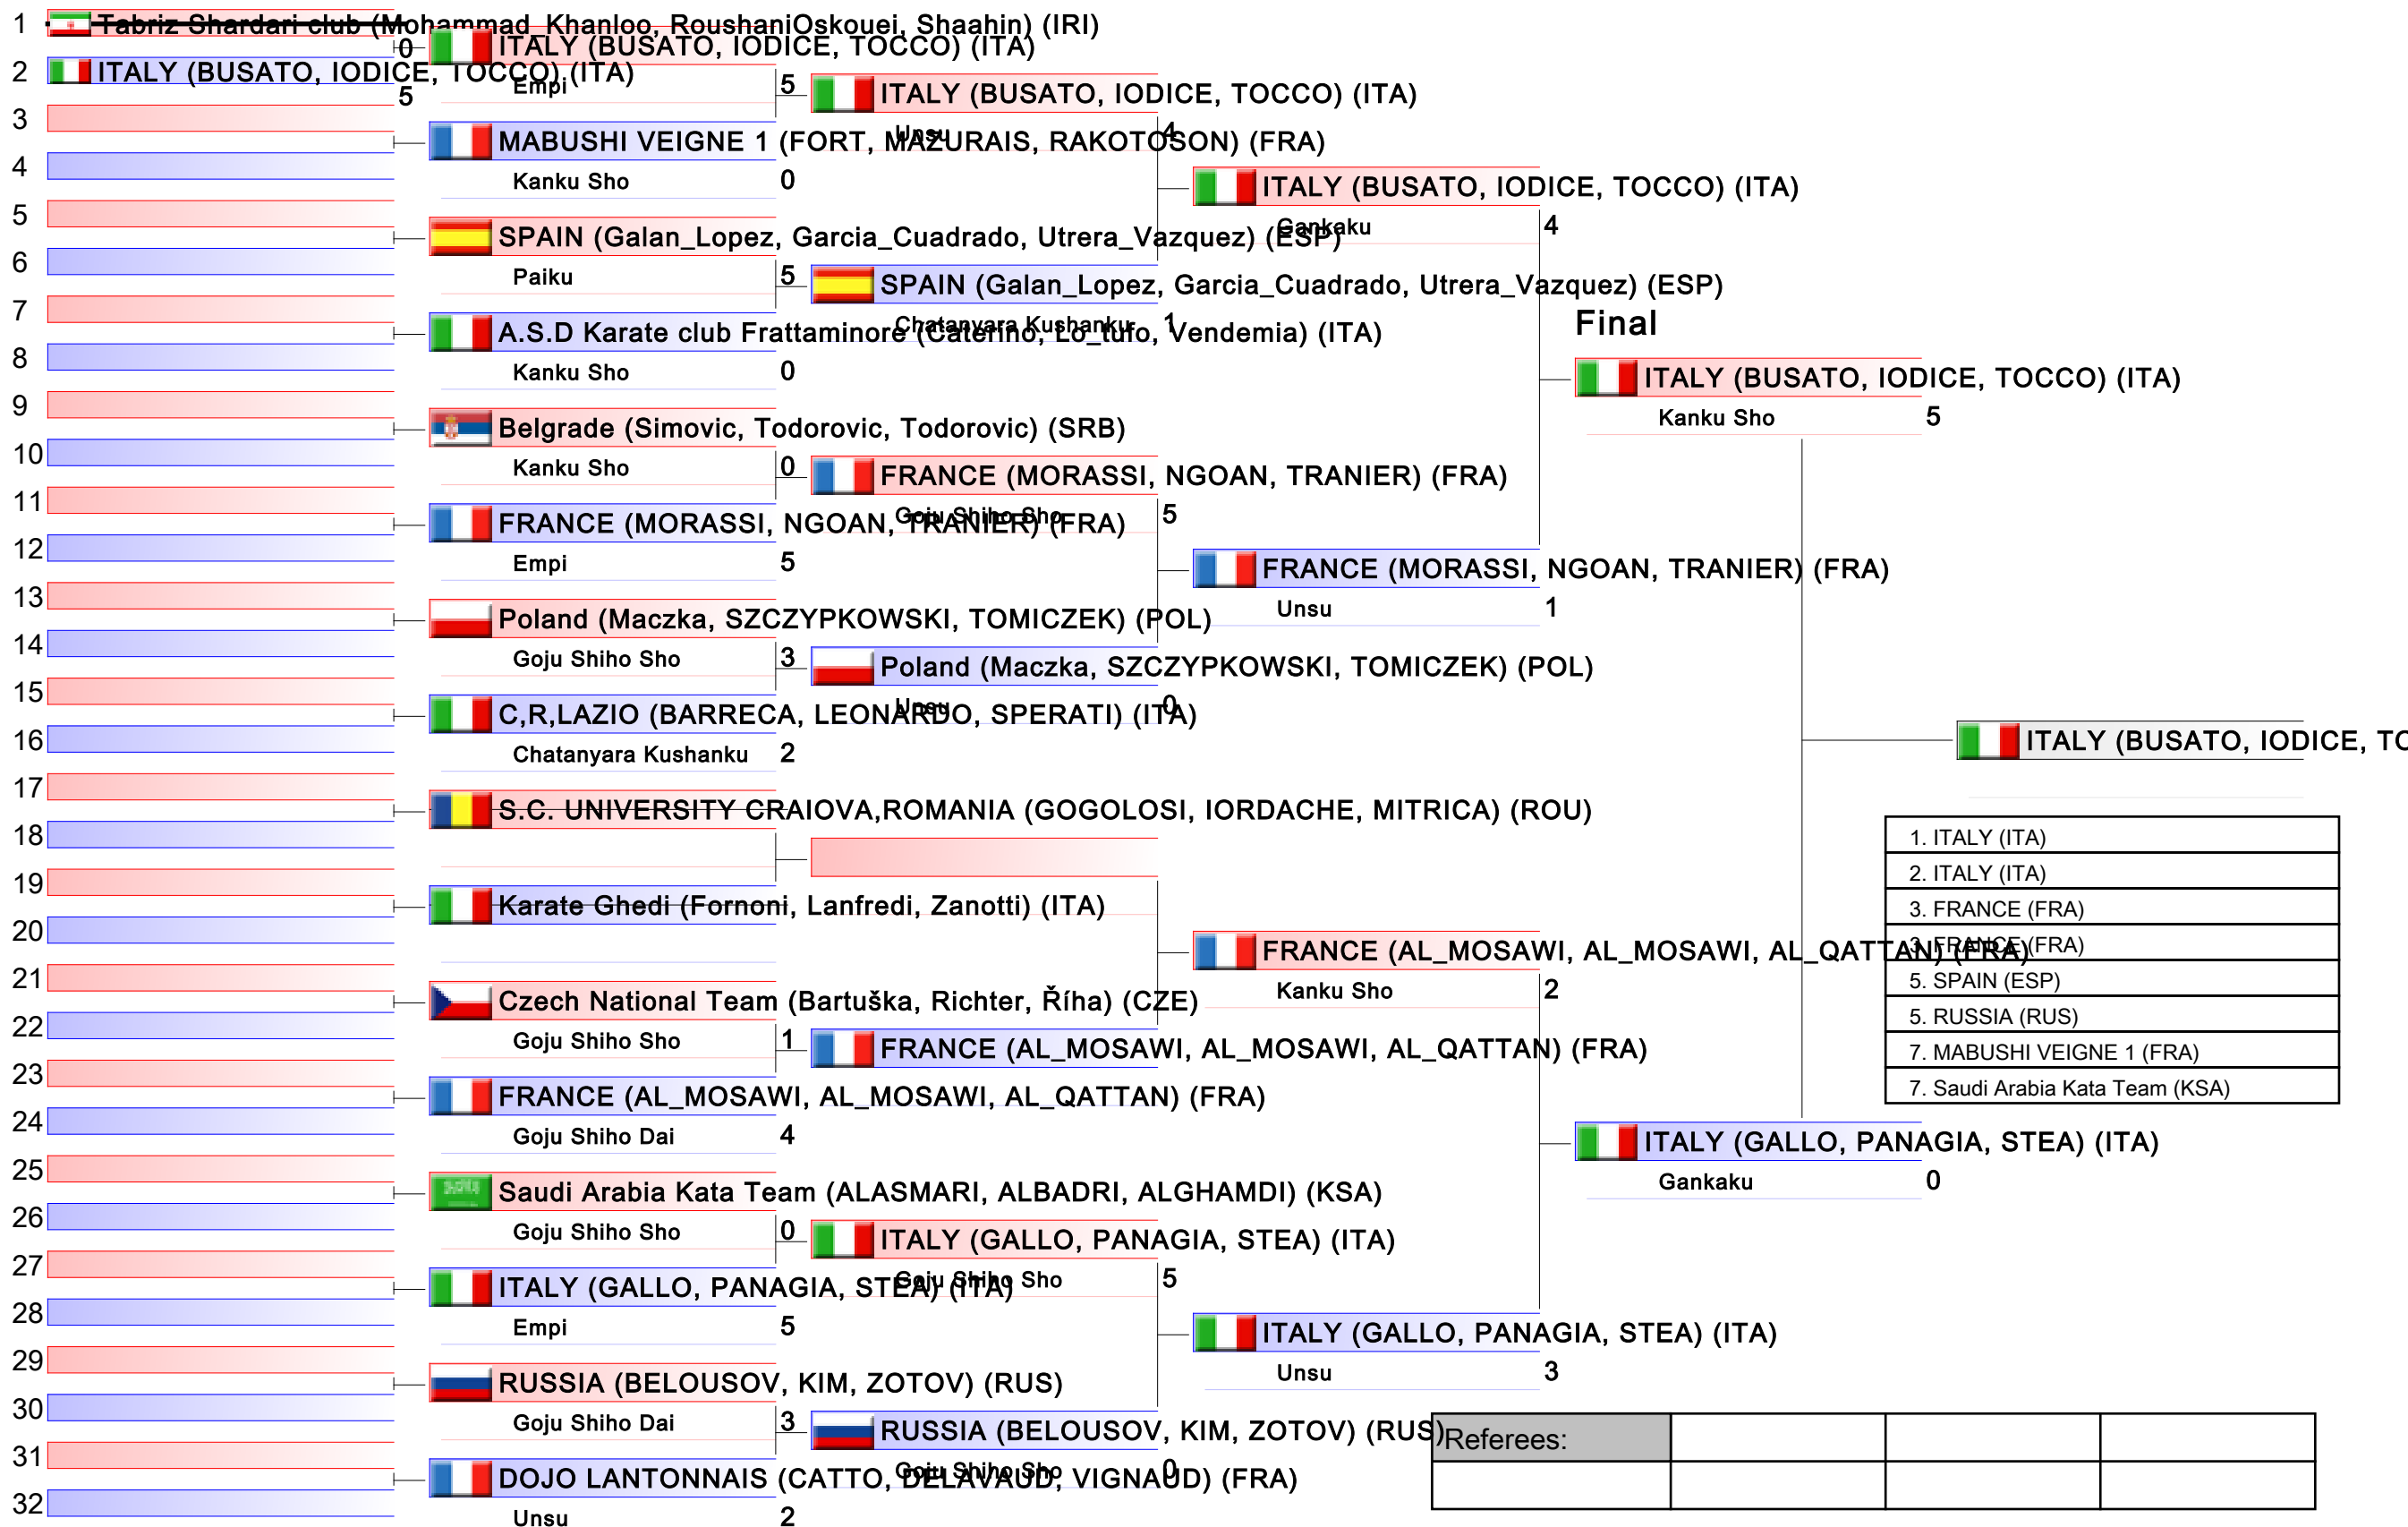 1 Tabriz Shardari club (Mohammad_Khanloo, RoushaniOskouei, Shaahin) (IRI)
0
2 ITALY (BUSATO, IODICE, TOCCO) (ITA)
5
3
4
5
6
7
8
9
10
11
12
13
14
15
16
17
18
19
20
21
22
23
24
25
26
27
28
29
30
31
32
ITALY (BUSATO, IODICE, TOCCO) (ITA)
Empi 5
MABUSHI VEIGNE 1 (FORT, MAZURAIS, RAKOTOSON) (FRA)
Kanku Sho 0
SPAIN (Galan_Lopez, Garcia_Cuadrado, Utrera_Vazquez) (ESP)
Paiku 5
A.S.D Karate club Frattaminore (Caterino, Lo_tufo, Vendemia) (ITA)
Kanku Sho 0
Belgrade (Simovic, Todorovic, Todorovic) (SRB)
Kanku Sho 0
FRANCE (MORASSI, NGOAN, TRANIER) (FRA)
Empi 5
Poland (Maczka, SZCZYPKOWSKI, TOMICZEK) (POL)
Goju Shiho Sho 3
C,R,LAZIO (BARRECA, LEONARDO, SPERATI) (ITA)
Chatanyara Kushanku 2
S.C. UNIVERSITY CRAIOVA,ROMANIA (GOGOLOSI, IORDACHE, MITRICA) (ROU)
Karate Ghedi (Fornoni, Lanfredi, Zanotti) (ITA)
Czech National Team (Bartuška, Richter, Říha) (CZE)
Goju Shiho Sho 1
FRANCE (AL_MOSAWI, AL_MOSAWI, AL_QATTAN) (FRA)
Goju Shiho Dai 4
Saudi Arabia Kata Team (ALASMARI, ALBADRI, ALGHAMDI) (KSA)
Goju Shiho Sho 0
ITALY (GALLO, PANAGIA, STEA) (ITA)
Empi 5
RUSSIA (BELOUSOV, KIM, ZOTOV) (RUS)
Goju Shiho Dai 3
DOJO LANTONNAIS (CATTO, DELAVAUD, VIGNAUD) (FRA)
Unsu 2
ITALY (BUSATO, IODICE, TOCCO) (ITA)
Unsu 4
SPAIN (Galan_Lopez, Garcia_Cuadrado, Utrera_Vazquez) (ESP)
Chatanyara Kushanku 1
FRANCE (MORASSI, NGOAN, TRANIER) (FRA)
Goju Shiho Sho 5
Poland (Maczka, SZCZYPKOWSKI, TOMICZEK) (POL)
Unsu 0
FRANCE (AL_MOSAWI, AL_MOSAWI, AL_QATTAN) (FRA)
ITALY (GALLO, PANAGIA, STEA) (ITA)
Goju Shiho Sho 5
RUSSIA (BELOUSOV, KIM, ZOTOV) (RUS)
Goju Shiho Sho 0
ITALY (BUSATO, IODICE, TOCCO) (ITA)
Gankaku 4
FRANCE (MORASSI, NGOAN, TRANIER) (FRA)
Unsu 1
FRANCE (AL_MOSAWI, AL_MOSAWI, AL_QATTAN) (FRA)
Kanku Sho 2
ITALY (GALLO, PANAGIA, STEA) (ITA)
Unsu 3
Final
ITALY (BUSATO, IODICE, TOCCO) (ITA)
Kanku Sho 5
ITALY (GALLO, PANAGIA, STEA) (ITA)
Gankaku 0
ITALY (BUSATO, IODICE, TO
1. ITALY (ITA)
2. ITALY (ITA)
3. FRANCE (FRA)
3. FRANCE (FRA)
5. SPAIN (ESP)
5. RUSSIA (RUS)
7. MABUSHI VEIGNE 1 (FRA)
7. Saudi Arabia Kata Team (KSA)
Referees: